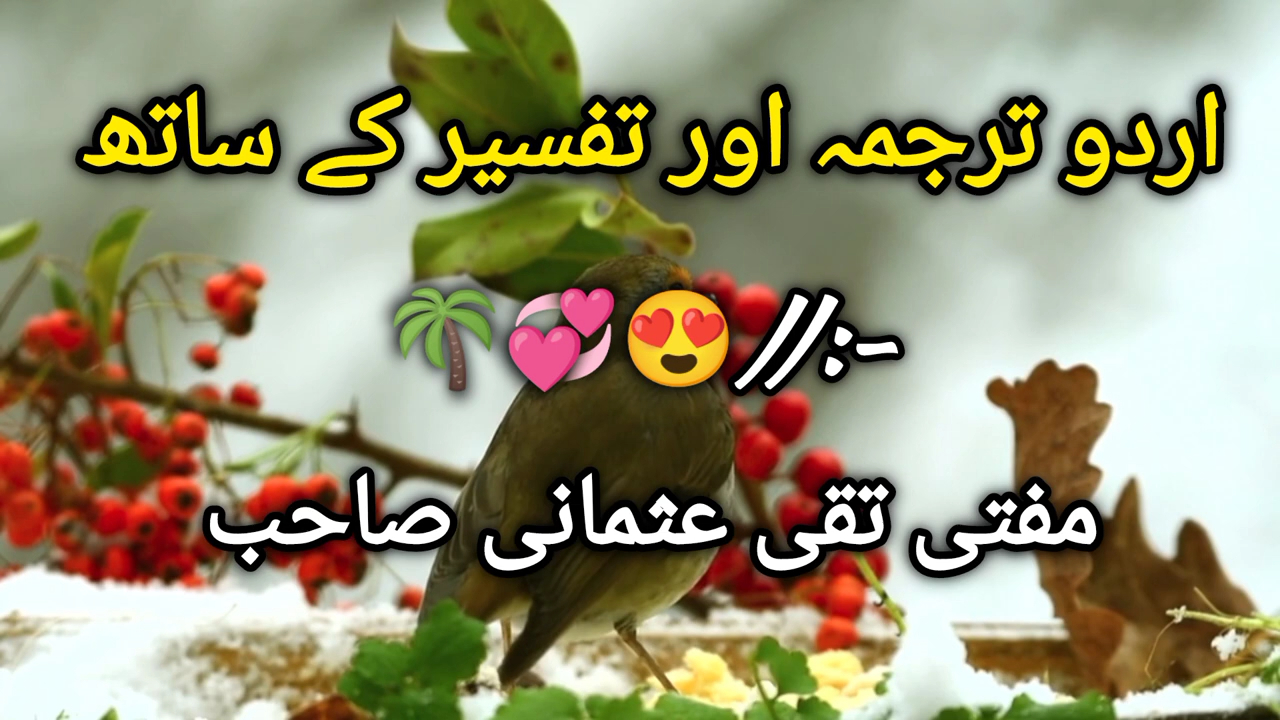 اردو ترجمہ اور تفسیر کے ساتھ
🌴💞😍//:-
مفتی تقی عثمانی صاحب